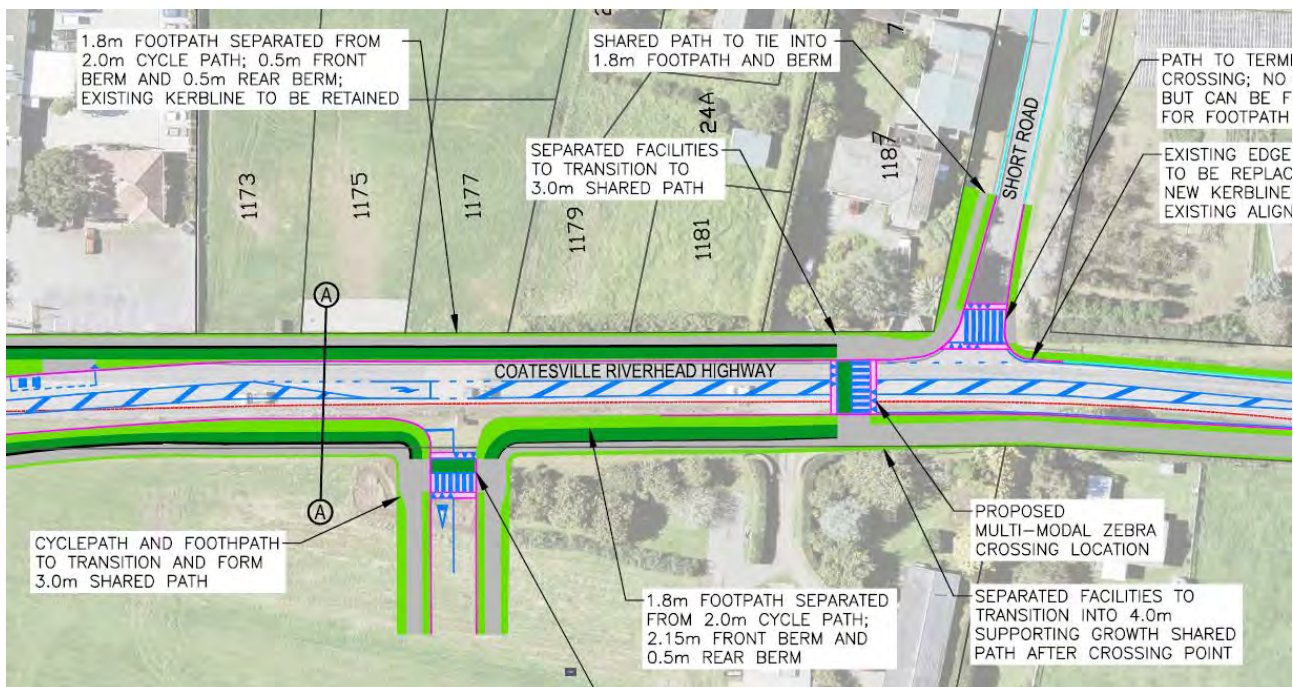 1.8m FOOTPATH SEPARATED FROM
2.0m CYCLE PATH; 0.5m FRONT
BERM AND 0.5m REAR BERM;
EXISTING KERBLINE TO BE RETAINED
SHARED PATH TO TIE INTO
1.8m FOOTPATH AND BERM
PATH TO TERMI
CROSSING; NO
BUT CAN BE F
FOR FOOTPATH
SEPARATED FACILITIES
TO TRANSITION TO
3.0m SHARED PATH
EXISTING EDGE
TO BE REPLAC
NEW KERBLINE
EXISTING ALIGN
7
24A
1187
SHORT ROAD
1173
1175
1177
1179
1181
A
COATESVILLE RIVERHEAD HIGHWAY
A
CYCLEPATH AND FOOTHPATH
TO TRANSITION AND FORM
3.0m SHARED PATH
1.8m FOOTPATH SEPARATED
FROM 2.0m CYCLE PATH;
2.15m FRONT BERM AND
0.5m REAR BERM
PROPOSED
MULTI-MODAL ZEBRA
CROSSING LOCATION
SEPARATED FACILITIES TO
TRANSITION INTO 4.0m
SUPPORTING GROWTH SHARED
PATH AFTER CROSSING POINT